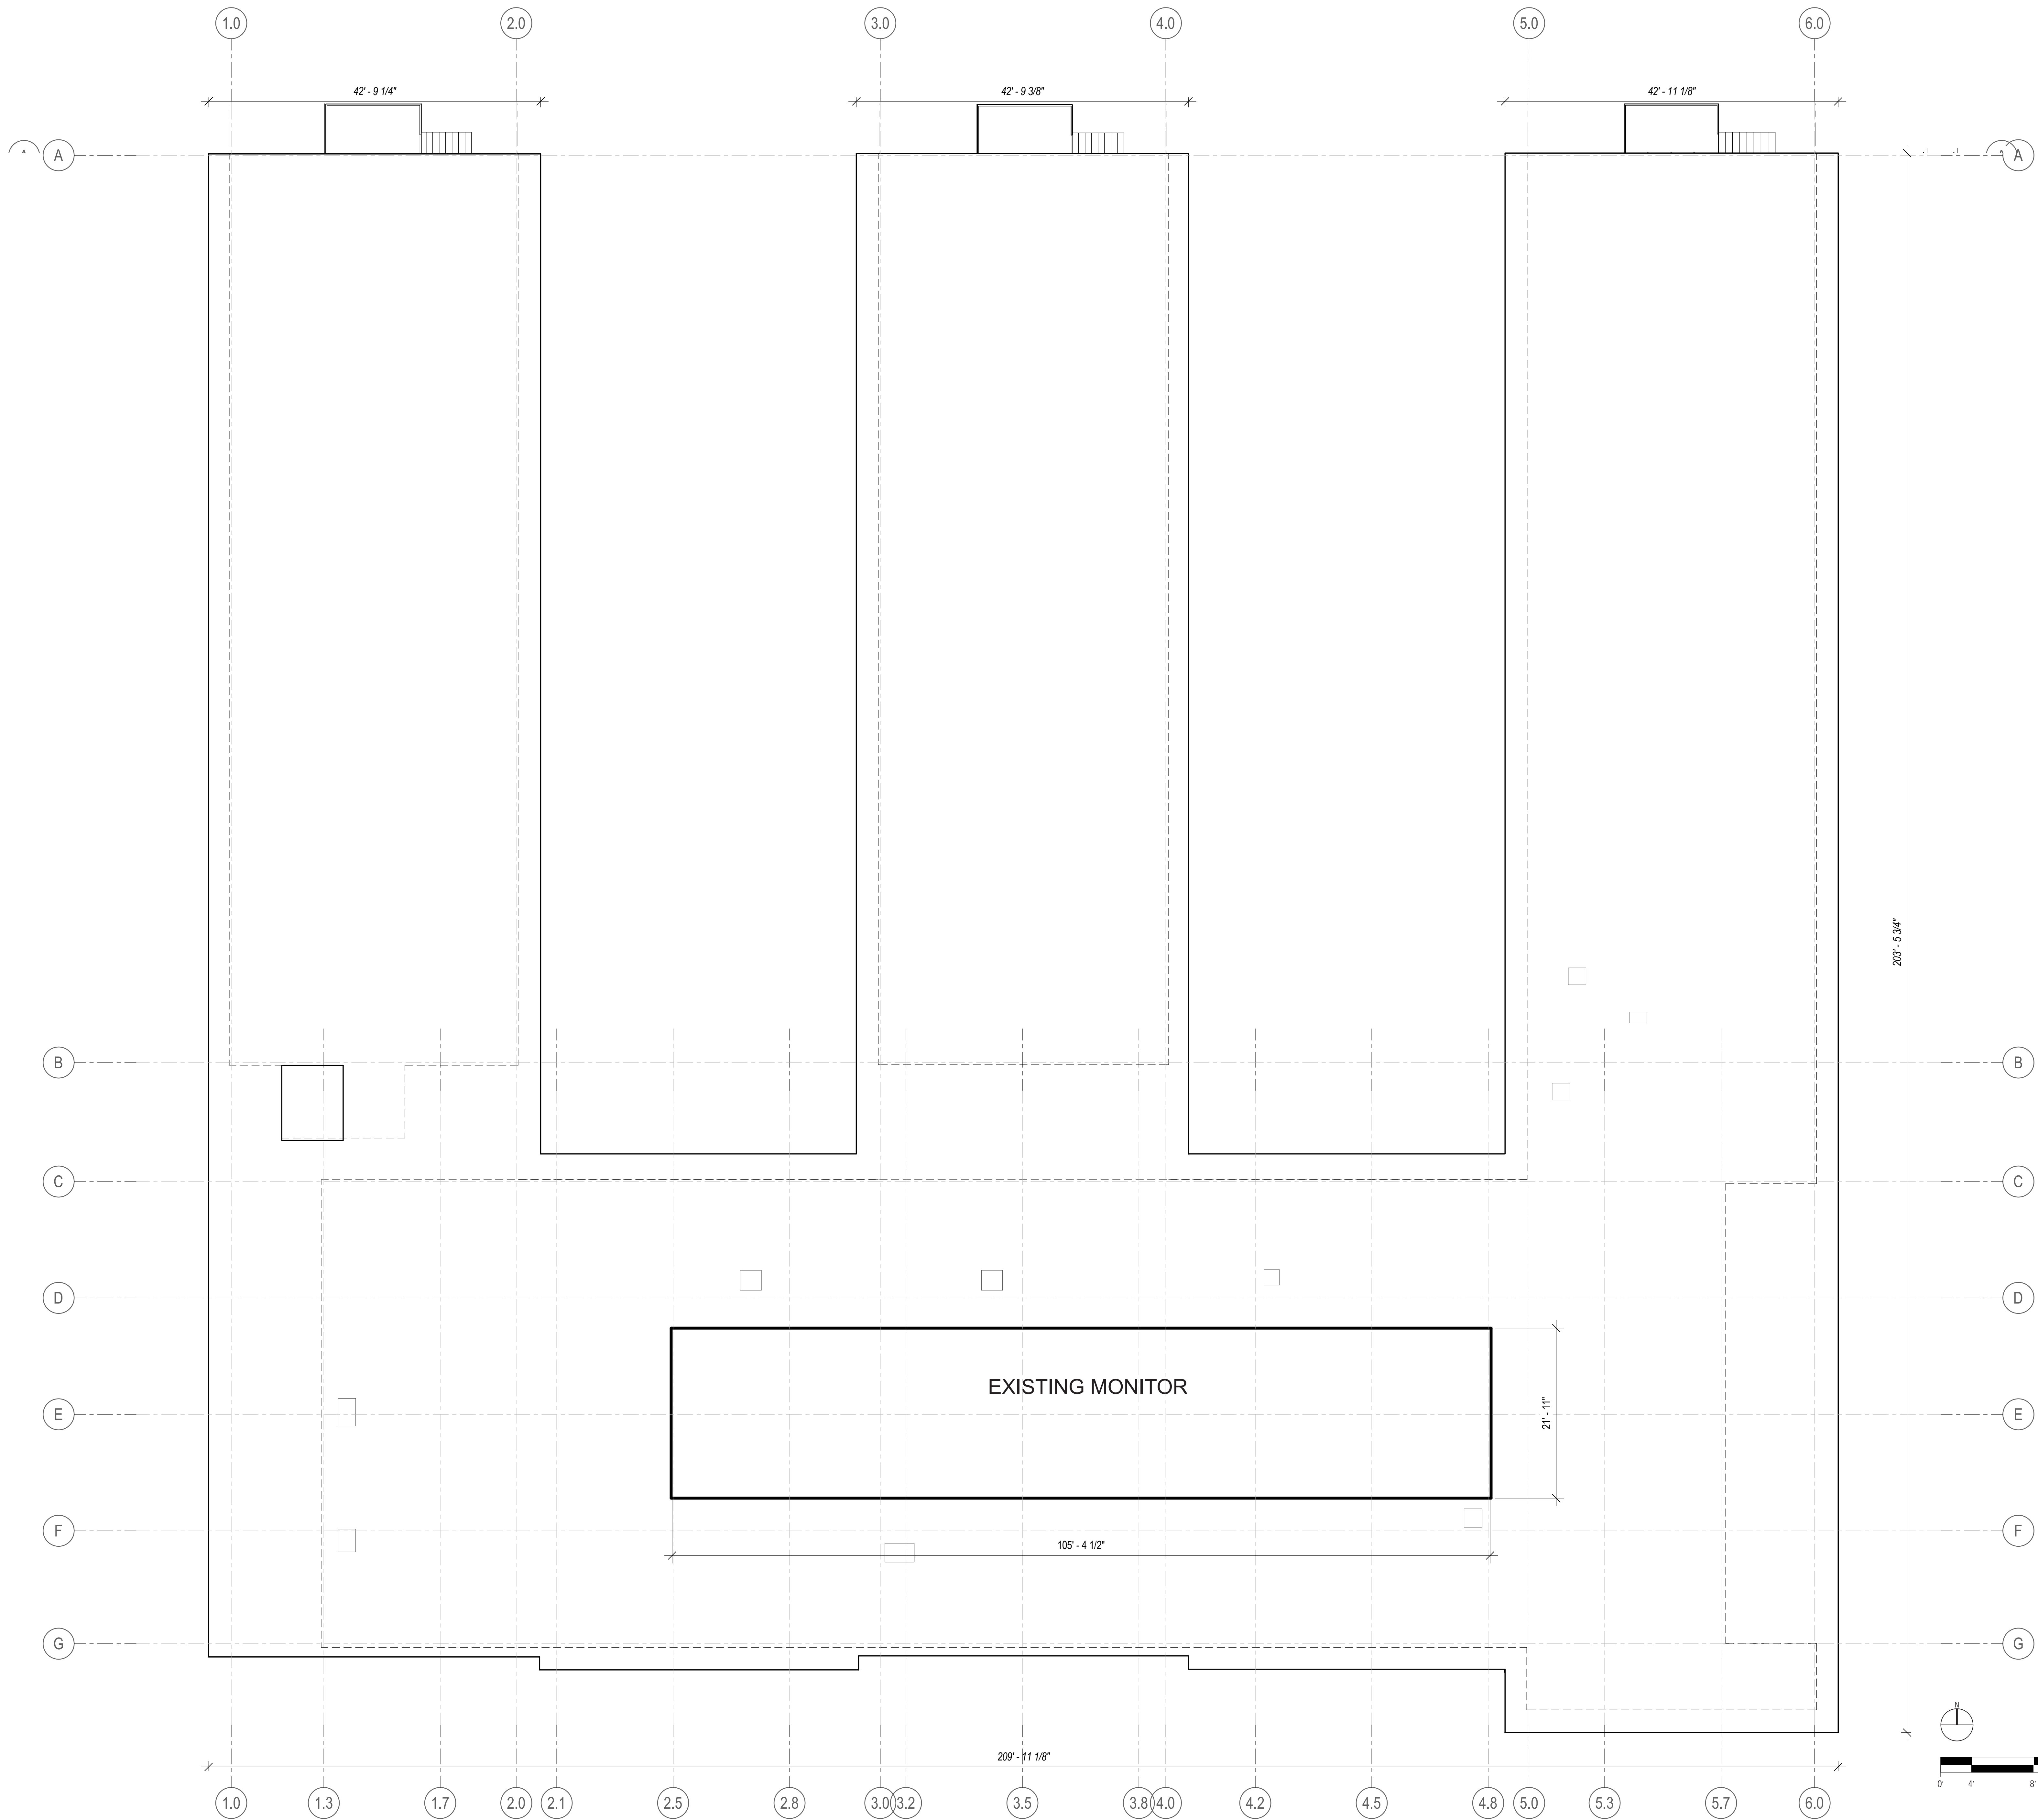 1.0 2.0 3.0 4.0 5.0 6.0
42' - 9 1/4" 42' - 9 3/8" 42' - 11 1/8"
A A A A
203' - 5 3/4"
B B
C C
D D
EXISTING MONITOR
21' - 11"
E E
F F
105' - 4 1/2"
G G
N
209' - 11 1/8"
0' 4' 8'
1.0 1.3 1.7 2.0 2.1 2.5 2.8 3.0 3.2 3.5 3.8 4.0 4.2 4.5 4.8 5.0 5.3 5.7 6.0